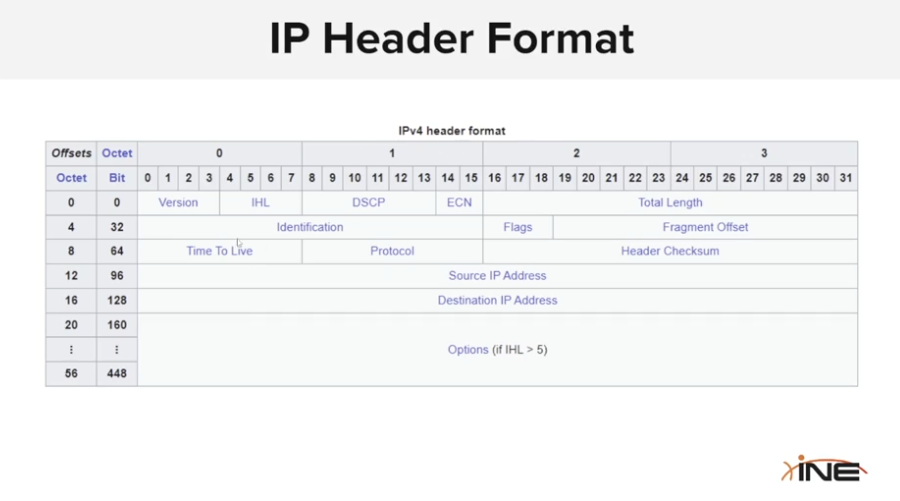 IP Header Format
IPv4 header format
Offsets Octet 0 1 2 3
Octet Bit 0 1 2 3 4 5 6 7 8 9 10 11 12 13 14 15 16 17 18 19 20 21 22 23 24 25 26 27 28 29 30 31
0 0 Version IHL DSCP ECN Total Length
4 32 Identification Flags Fragment Offset
8 64 Time To Live Protocol Header Checksum
12 96 Source IP Address
16 128 Destination IP Address
20 160
⋮ ⋮ Options (if IHL > 5)
56 448
INE